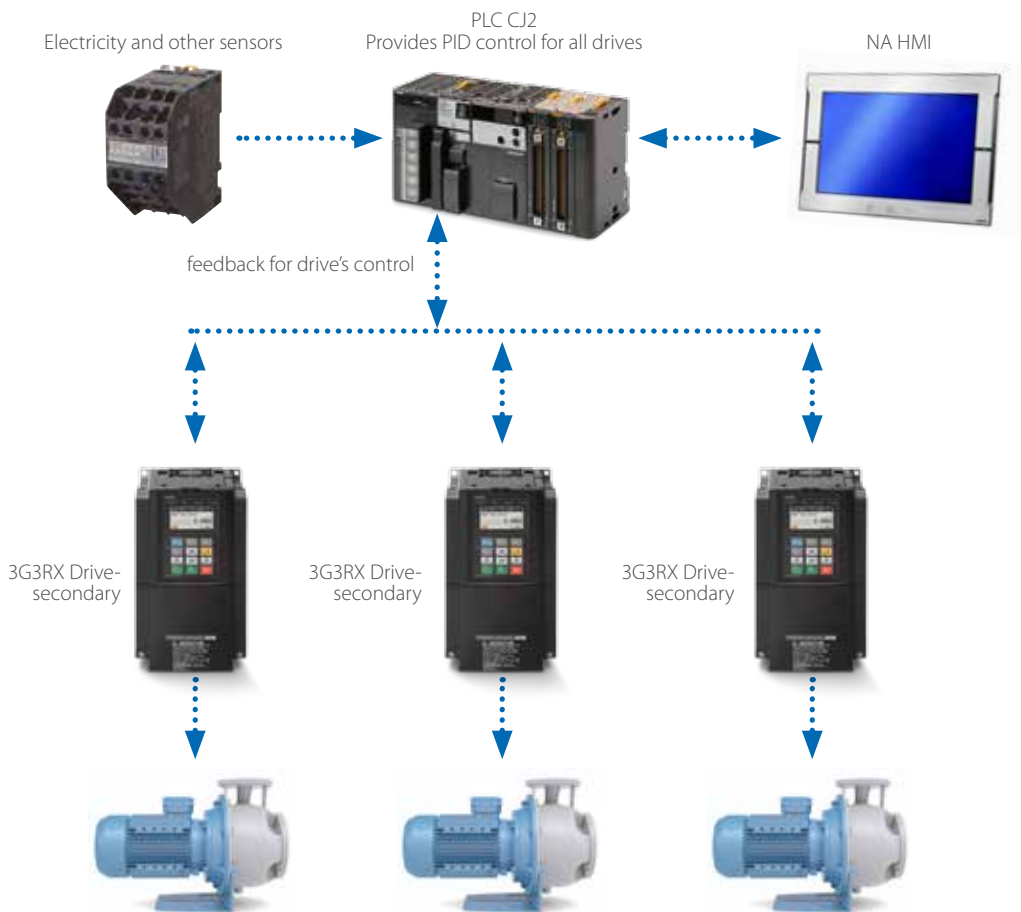 PLC CJ2
Electricity and other sensors
Provides PID control for all drives
NA HMI
feedback for drive's control
3G3RX Drive-
secondary
3G3RX Drive-
secondary
3G3RX Drive-
secondary